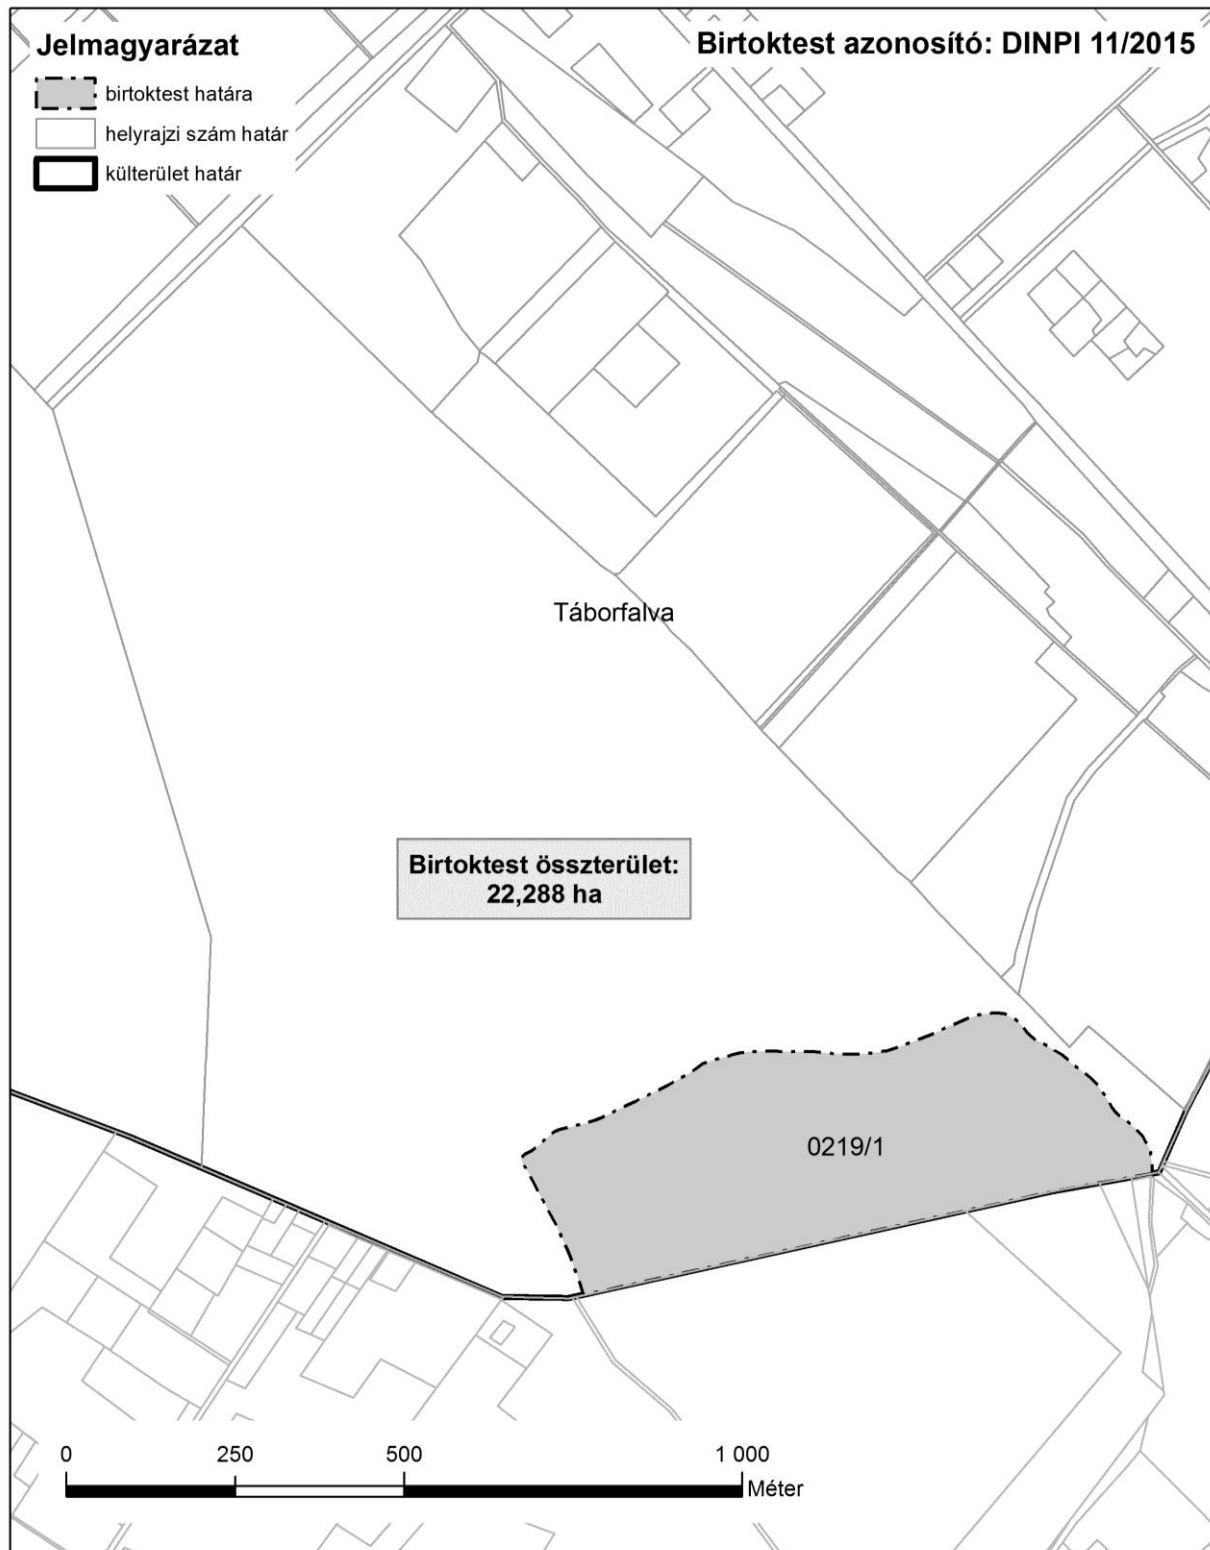 Jelmagyarázat
birtoktest határa
helyrajzi szám határ
külterület határ
Birtoktest azonosító: DINPI 11/2015
Táborfalva
Birtoktest összterület:
22,288 ha
0219/1
0 250 500 1 000
Méter